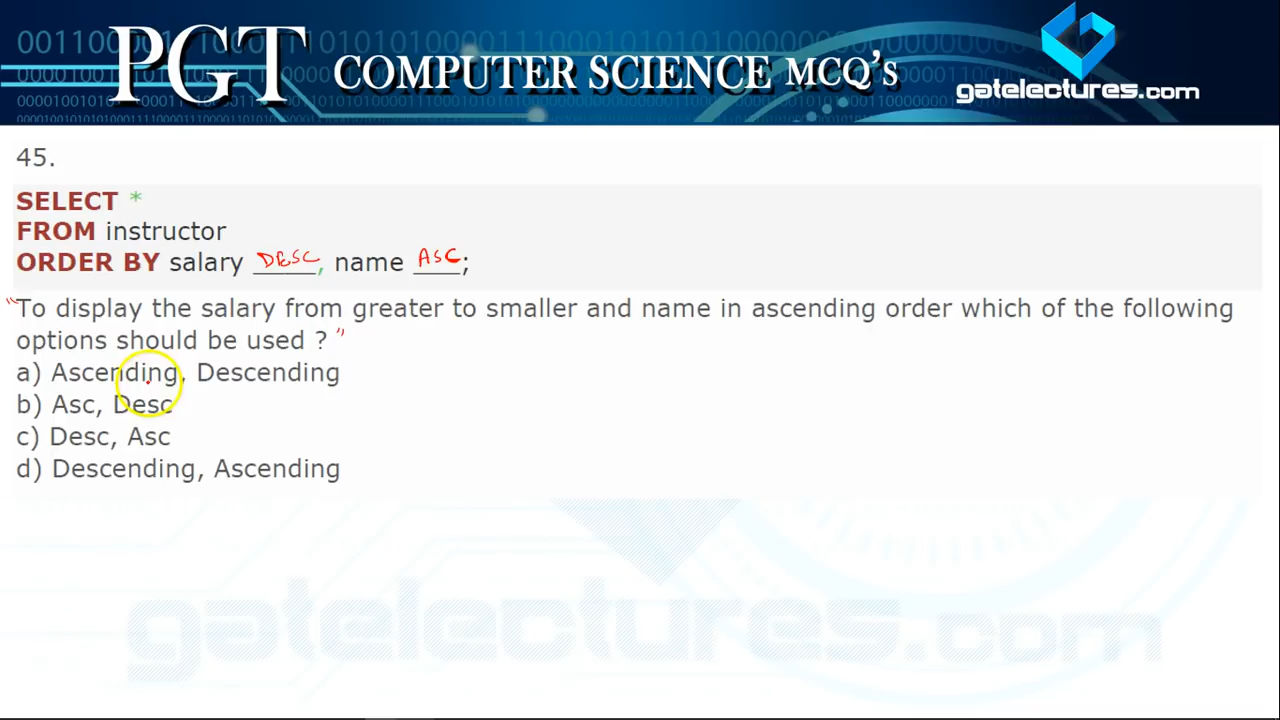 PGT COMPUTER SCIENCE MCQ's
gatelectures.com
45.
SELECT *
FROM instructor
ORDER BY salary DESC, name ASC;
"To display the salary from greater to smaller and name in ascending order which of the following
options should be used ?"
a) Ascending, Descending
b) Asc, Desc
c) Desc, Asc
d) Descending, Ascending
gatelectures.com